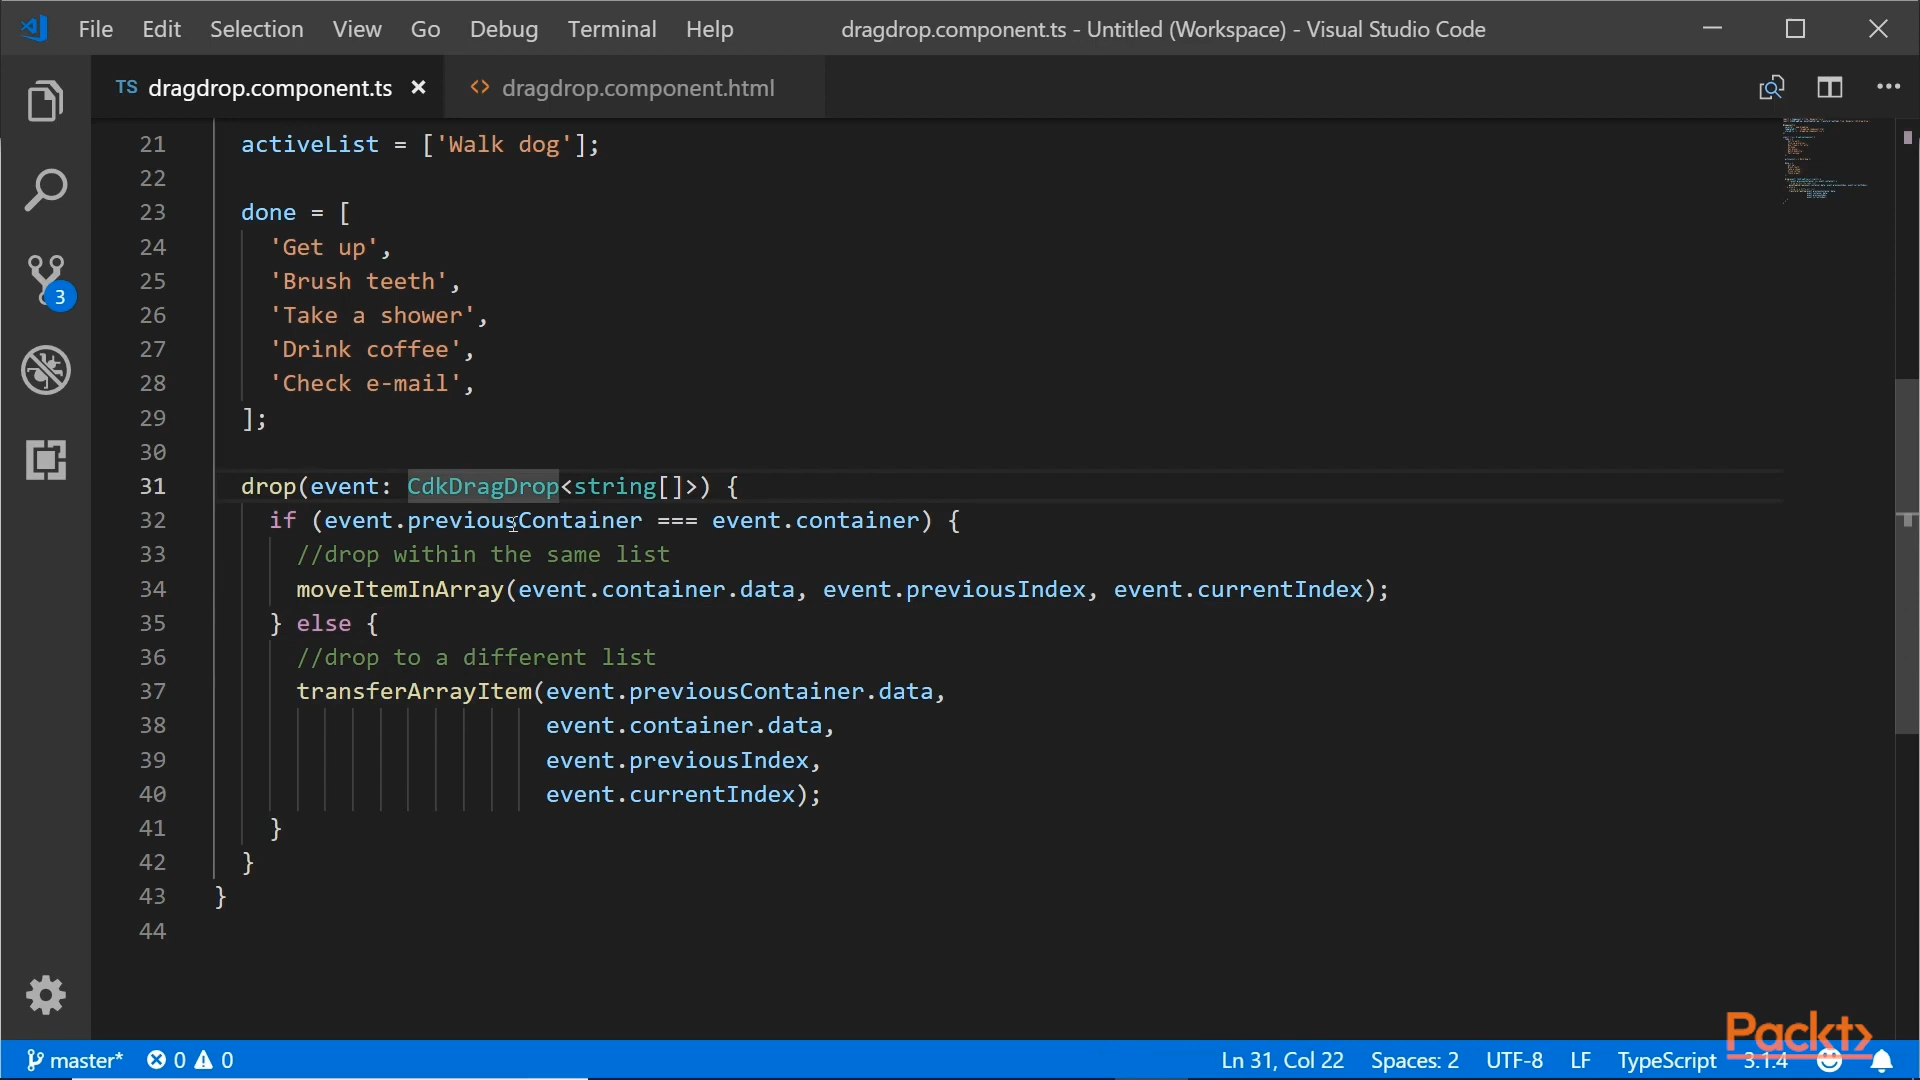 File Edit Selection View Go Debug Terminal Help dragdrop.component.ts - Untitled (Workspace) - Visual Studio Code
TS dragdrop.component.ts × <> dragdrop.component.html
21 activeList = ['Walk dog'];
22
23 done = [
24 'Get up',
25 'Brush teeth',
26 'Take a shower',
27 'Drink coffee',
28 'Check e-mail',
29 ];
30
31 drop(event: CdkDragDrop<string[]>) {
32 if (event.previousContainer === event.container) {
33 //drop within the same list
34 moveItemInArray(event.container.data, event.previousIndex, event.currentIndex);
35 } else {
36 //drop to a different list
37 transferArrayItem(event.previousContainer.data,
38 event.container.data,
39 event.previousIndex,
40 event.currentIndex);
41 }
42 }
43 }
44
3
Packt>
master* 0 0 Ln 31, Col 22 Spaces: 2 UTF-8 LF TypeScript 3.1.4